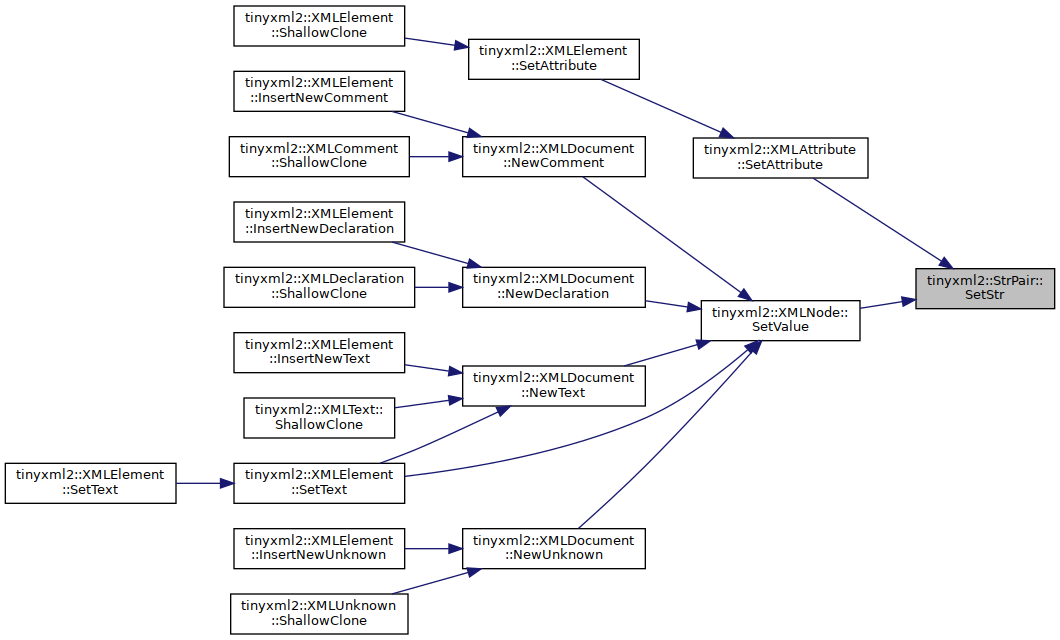 tinyxml2::XMLElement
::ShallowClone
tinyxml2::XMLElement
::SetAttribute
tinyxml2::XMLElement
::InsertNewComment
tinyxml2::XMLComment
::ShallowClone
tinyxml2::XMLDocument
::NewComment
tinyxml2::XMLAttribute
::SetAttribute
tinyxml2::XMLElement
::InsertNewDeclaration
tinyxml2::XMLDeclaration
::ShallowClone
tinyxml2::XMLDocument
::NewDeclaration
tinyxml2::StrPair::
SetStr
tinyxml2::XMLNode::
SetValue
tinyxml2::XMLElement
::InsertNewText
tinyxml2::XMLText::
ShallowClone
tinyxml2::XMLDocument
::NewText
tinyxml2::XMLElement
::SetText
tinyxml2::XMLElement
::SetText
tinyxml2::XMLElement
::InsertNewUnknown
tinyxml2::XMLDocument
::NewUnknown
tinyxml2::XMLUnknown
::ShallowClone